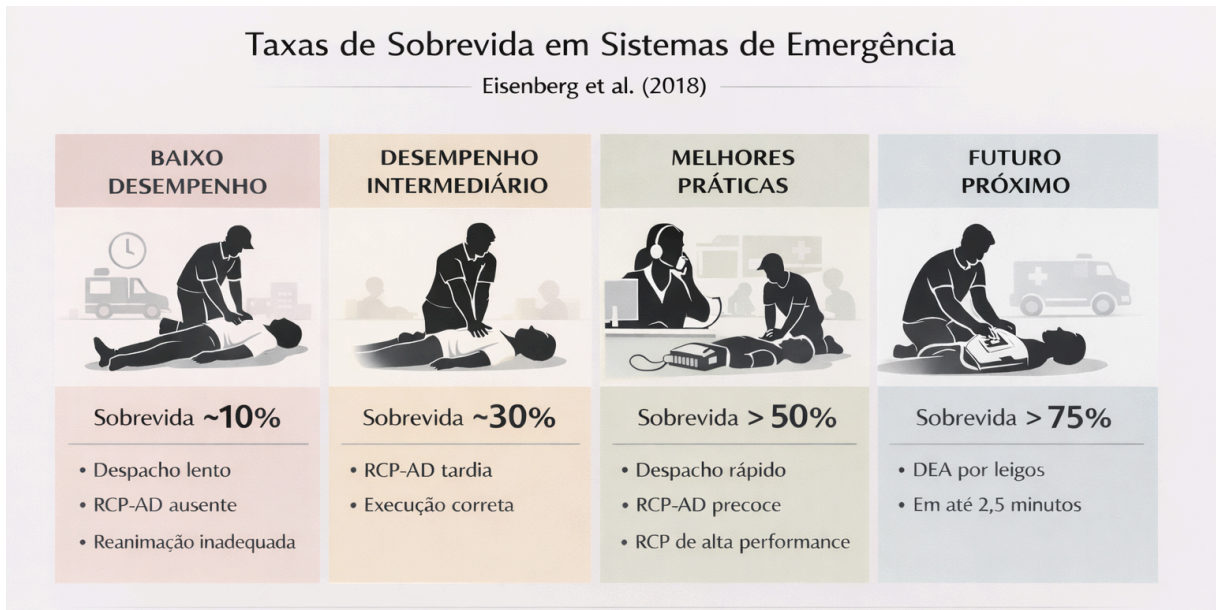 Taxas de Sobrevida em Sistemas de Emergência
Eisenberg et al. (2018)
BAIXO
DESEMPENHO
Sobrevida ~10%
• Despacho lento
• RCP-AD ausente
• Reanimação inadequada
DESEMPENHO
INTERMEDIÁRIO
Sobrevida ~30%
• RCP-AD tardia
• Execução correta
MELHORES
PRÁTICAS
Sobrevida > 50%
• Despacho rápido
• RCP-AD precoce
• RCP de alta performance
FUTURO
PRÓXIMO
Sobrevida > 75%
• DEA por leigos
• Em até 2,5 minutos